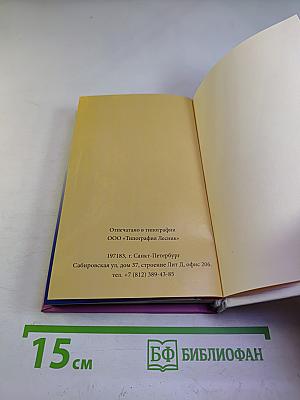 Отпечатано в типографии
ООО «Типография Лесник»
197183, г. Санкт-Петербург
Сабировская ул, дом 37, строение Лит Д, офис 206.
тел. +7 (812) 389-43-85
15 см
БФ БИБЛИОФАН